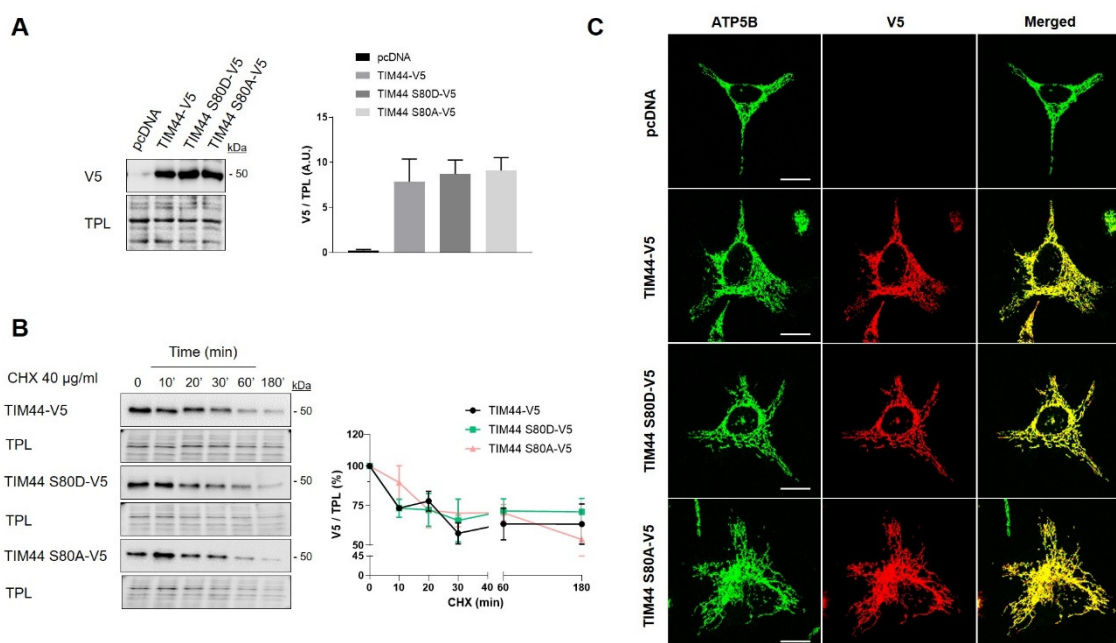 A
pcDNA
TIM44-V5
TIM44 S80D-V5
TIM44 S80A-V5
kDa
V5
- 50
TPL
pcDNA
TIM44-V5
TIM44 S80D-V5
TIM44 S80A-V5
15
10
5
0
V5 / TPL (A.U.)
B
Time (min)
CHX 40 µg/ml
0 10' 20' 30' 60' 180' kDa
TIM44-V5 - 50
TPL
TIM44 S80D-V5 - 50
TPL
TIM44 S80A-V5 - 50
TPL
TIM44-V5
TIM44 S80D-V5
TIM44 S80A-V5
120
100
75
50
45
0
V5 / TPL (%)
0 10 20 30 40 60 180
CHX (min)
C
ATP5B V5 Merged
pcDNA
TIM44-V5
TIM44 S80D-V5
TIM44 S80A-V5